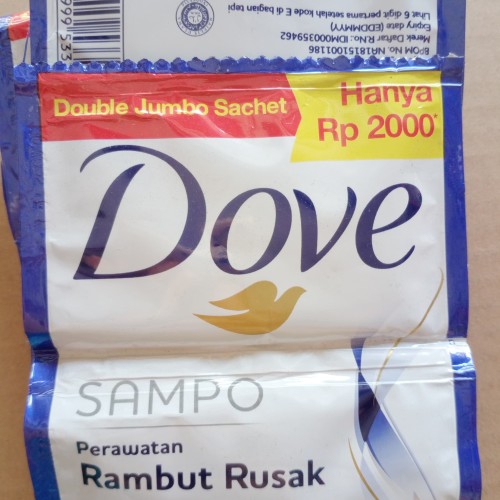 999533
BPOM No. NA18151001186
Merek Daftar R.No: IDM000359462
Expiry date (EDDMMYY)
Lihat 6 digit pertama setelah kode E di bagian tepi
Double Jumbo Sachet
Hanya
Rp 2000*
Dove
SAMPO
Perawatan
Rambut Rusak